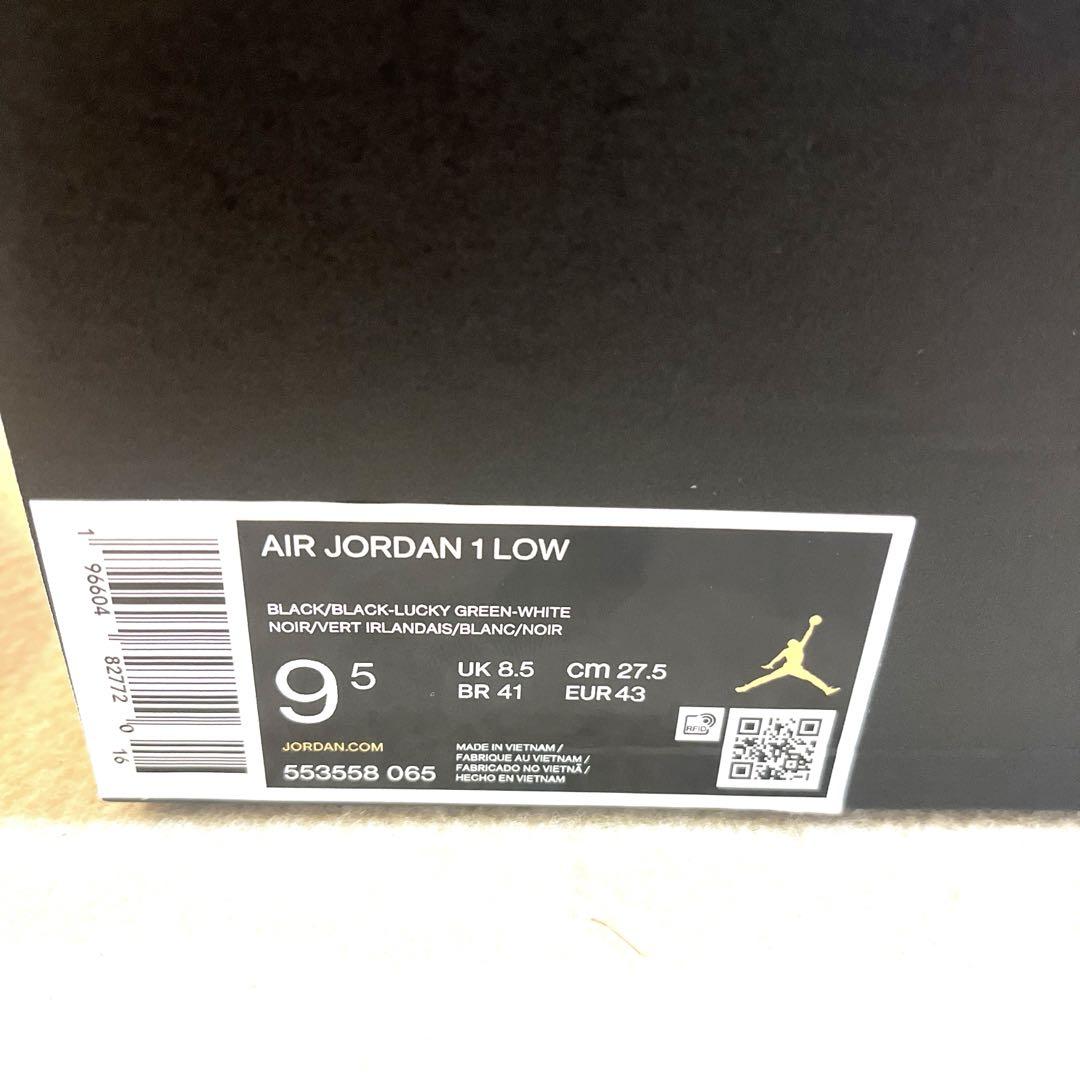 AIR JORDAN 1 LOW
BLACK/BLACK-LUCKY GREEN-WHITE
NOIR/VERT IRLANDAIS/BLANC/NOIR
9 5
UK 8.5 cm 27.5
BR 41 EUR 43
JORDAN.COM
553558 065
MADE IN VIETNAM /
FABRIQUE AU VIETNAM /
FABRICADO NO VIETNÃ /
HECHO EN VIETNAM
RFID
1 96604 82772 0 16